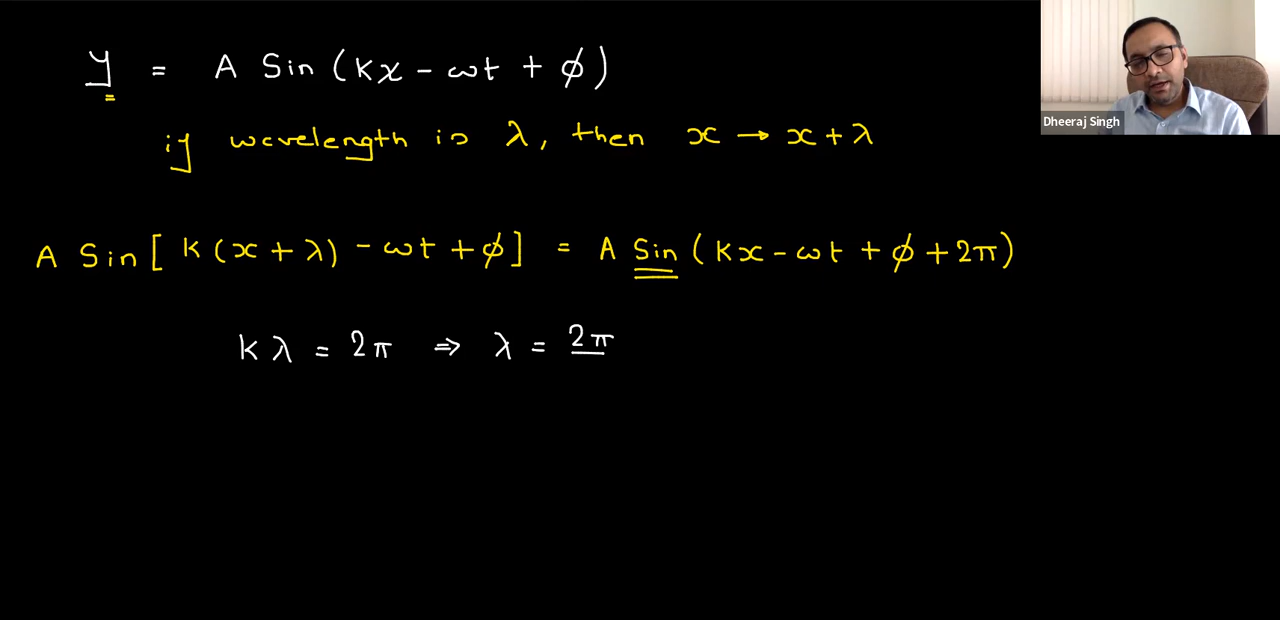 y = A Sin (kx - ωt + ϕ)
Dheeraj Singh
if wavelength is λ, then x → x + λ
A Sin [ k (x + λ) - ωt + ϕ ] = A Sin (kx - ωt + ϕ + 2π)
kλ = 2π ⇒ λ = 2π